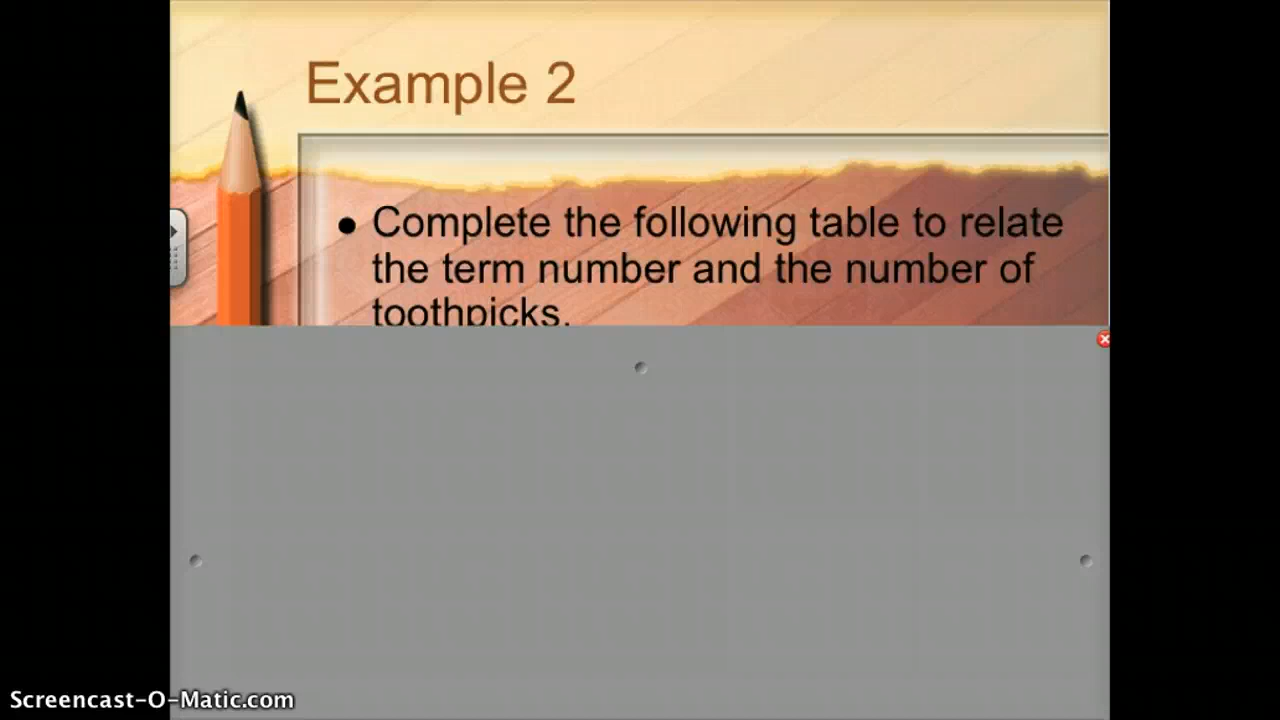 Example 2
● Complete the following table to relate
the term number and the number of
toothpicks.
Screencast-O-Matic.com